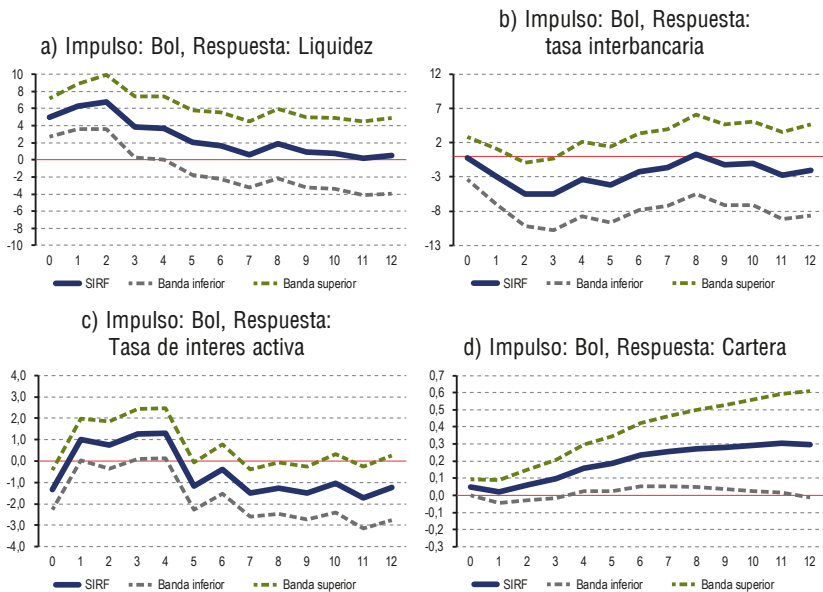 a) Impulso: Bol, Respuesta: Liquidez
10
8
6
4
2
0
-2
-4
-6
-8
-10
0 1 2 3 4 5 6 7 8 9 10 11 12
SIRF Banda inferior Banda superior
b) Impulso: Bol, Respuesta:
tasa interbancaria
12
7
2
-3
-8
-13
0 1 2 3 4 5 6 7 8 9 10 11 12
SIRF Banda inferior Banda superior
c) Impulso: Bol, Respuesta:
Tasa de interes activa
4,0
3,0
2,0
1,0
0,0
-1,0
-2,0
-3,0
-4,0
0 1 2 3 4 5 6 7 8 9 10 11 12
SIRF Banda inferior Banda superior
d) Impulso: Bol, Respuesta: Cartera
0,7
0,6
0,5
0,4
0,3
0,2
0,1
0,0
-0,1
-0,2
-0,3
0 1 2 3 4 5 6 7 8 9 10 11 12
SIRF Banda inferior Banda superior